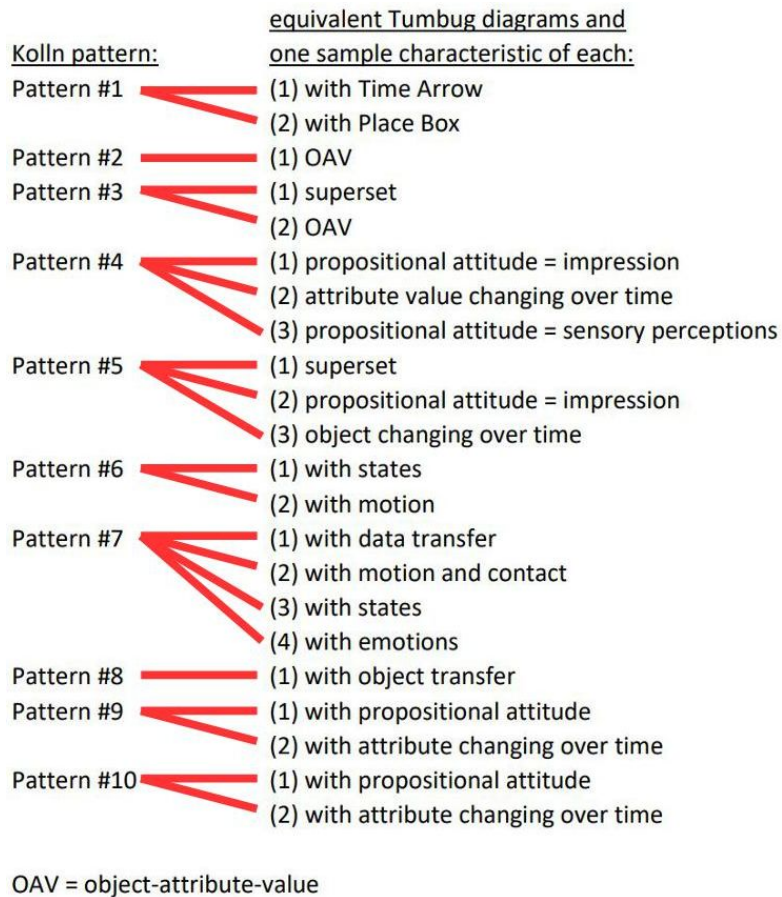 equivalent Tumbug diagrams and
Kolln pattern: one sample characteristic of each:
Pattern #1 (1) with Time Arrow
(2) with Place Box
Pattern #2 (1) OAV
Pattern #3 (1) superset
(2) OAV
Pattern #4 (1) propositional attitude = impression
(2) attribute value changing over time
(3) propositional attitude = sensory perceptions
Pattern #5 (1) superset
(2) propositional attitude = impression
(3) object changing over time
Pattern #6 (1) with states
(2) with motion
Pattern #7 (1) with data transfer
(2) with motion and contact
(3) with states
(4) with emotions
Pattern #8 (1) with object transfer
Pattern #9 (1) with propositional attitude
(2) with attribute changing over time
Pattern #10 (1) with propositional attitude
(2) with attribute changing over time
OAV = object-attribute-value